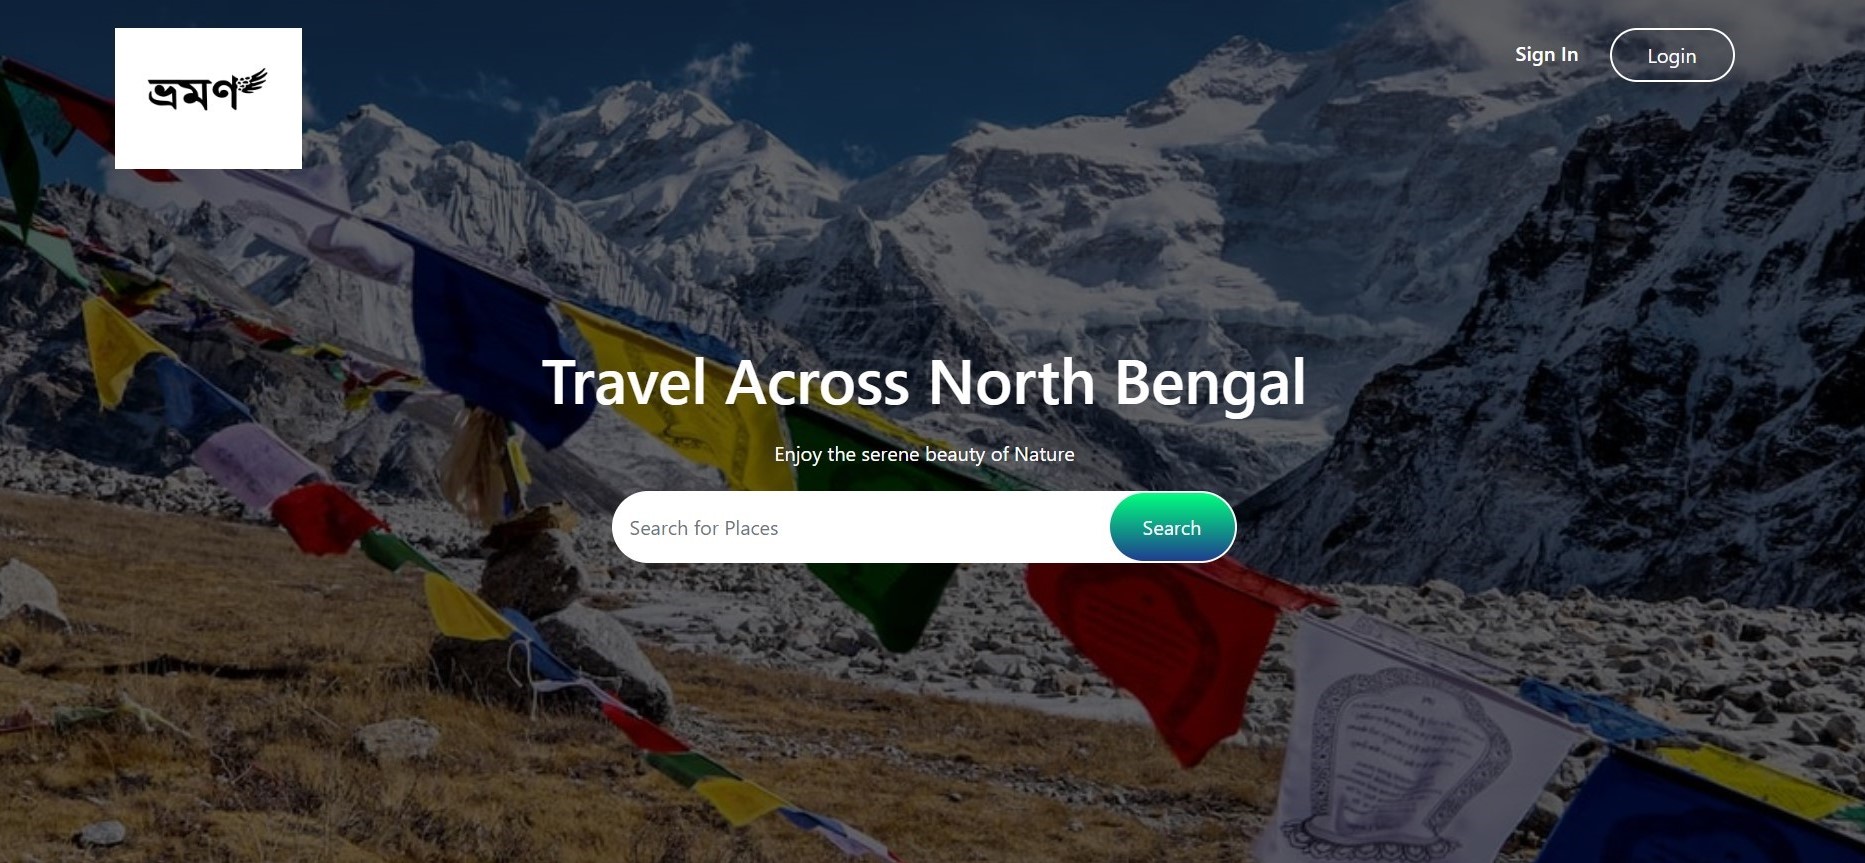 ভ্রমণ
Sign In
Login
Travel Across North Bengal
Enjoy the serene beauty of Nature
Search for Places
Search